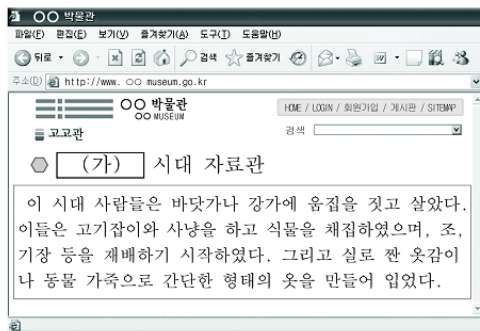 ○○ 박물관
파일(F) 편집(E) 보기(V) 즐겨찾기(A) 도구(T) 도움말(H)
뒤로 검색 즐겨찾기
주소(D) http://www. ○○ museum.go.kr
○○ 박물관
○○ MUSEUM
HOME / LOGIN / 회원가입 / 게시판 / SITEMAP
고고관
검색
(가) 시대 자료관
이 시대 사람들은 바닷가나 강가에 움집을 짓고 살았다.
이들은 고기잡이와 사냥을 하고 식물을 채집하였으며, 조,
기장 등을 재배하기 시작하였다. 그리고 실로 짠 옷감이
나 동물 가죽으로 간단한 형태의 옷을 만들어 입었다.